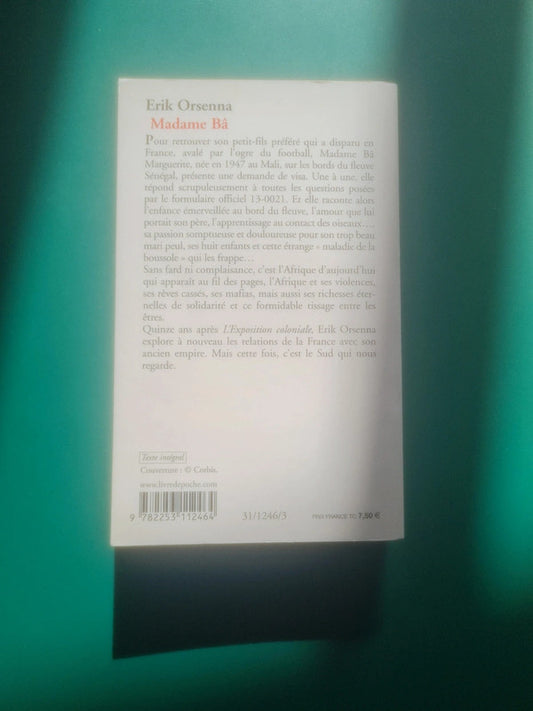 Erik Orsenna
Madame Bâ
Pour retrouver son petit-fils préféré qui a disparu en
France, avalé par l'ogre du football, Madame Bâ
Marguerite, née en 1947 au Mali, sur les bords du fleuve
Sénégal, présente une demande de visa. Une à une, elle
répond scrupuleusement à toutes les questions posées
par le formulaire officiel 13-0021. Et elle raconte alors
l'enfance émerveillée au bord du fleuve, l'amour que lui
portait son père, l'apprentissage au contact des oiseaux…,
sa passion somptueuse et douloureuse pour son trop beau
mari peul, ses huit enfants et cette étrange « maladie de la
boussole » qui les frappe…
Sans fard ni complaisance, c'est l'Afrique d'aujourd'hui
qui apparaît au fil des pages, l'Afrique et ses violences,
ses rêves cassés, ses mafias, mais aussi ses richesses éter-
nelles de solidarité et ce formidable tissage entre les
êtres.
Quinze ans après L'Exposition coloniale, Erik Orsenna
explore à nouveau les relations de la France avec son
ancien empire. Mais cette fois, c'est le Sud qui nous
regarde.
Texte intégral
Couverture : © Corbis.
www.livredepoche.com
9 782253 112464
31/1246/3
PRIX FRANCE TC 7,50 €